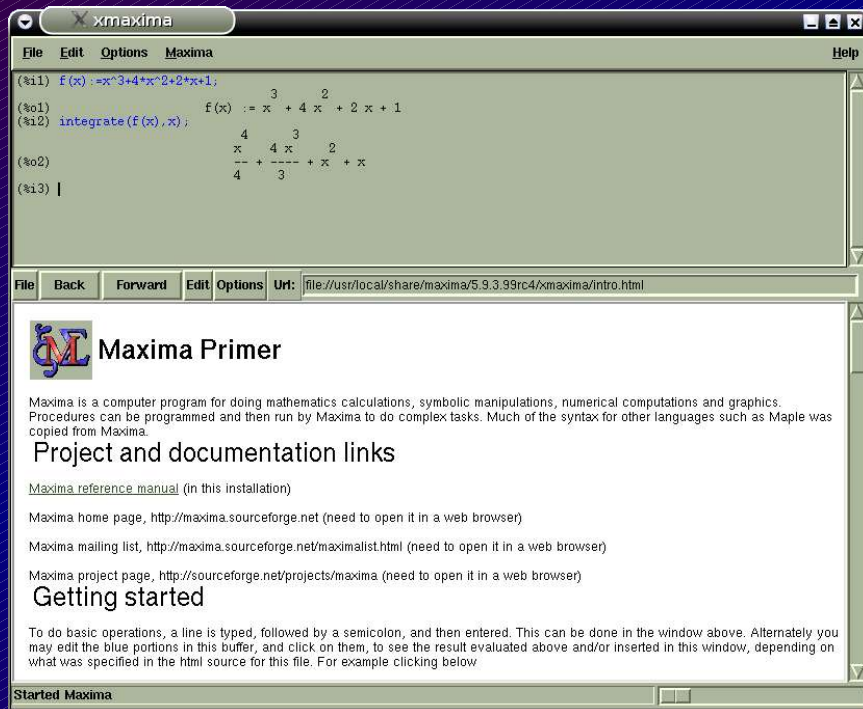 xmaxima
File Edit Options Maxima Help
(%i1) f(x):=x^3+4*x^2+2*x+1;
3 2
(%o1) f(x) := x + 4 x + 2 x + 1
(%i2) integrate(f(x),x);
4 3
x 4 x 2
(%o2) -- + ---- + x + x
4 3
(%i3)
File Back Forward Edit Options Url: file://usr/local/share/maxima/5.9.3.99rc4/xmaxima/intro.html
Maxima Primer
Maxima is a computer program for doing mathematics calculations, symbolic manipulations, numerical computations and graphics.
Procedures can be programmed and then run by Maxima to do complex tasks. Much of the syntax for other languages such as Maple was
copied from Maxima.
Project and documentation links
Maxima reference manual (in this installation)
Maxima home page, http://maxima.sourceforge.net (need to open it in a web browser)
Maxima mailing list, http://maxima.sourceforge.net/maximalist.html (need to open it in a web browser)
Maxima project page, http://sourceforge.net/projects/maxima (need to open it in a web browser)
Getting started
To do basic operations, a line is typed, followed by a semicolon, and then entered. This can be done in the window above. Alternately you
may edit the blue portions in this buffer, and click on them, to see the result evaluated above and/or inserted in this window, depending on
what was specified in the html source for this file. For example clicking below
Started Maxima